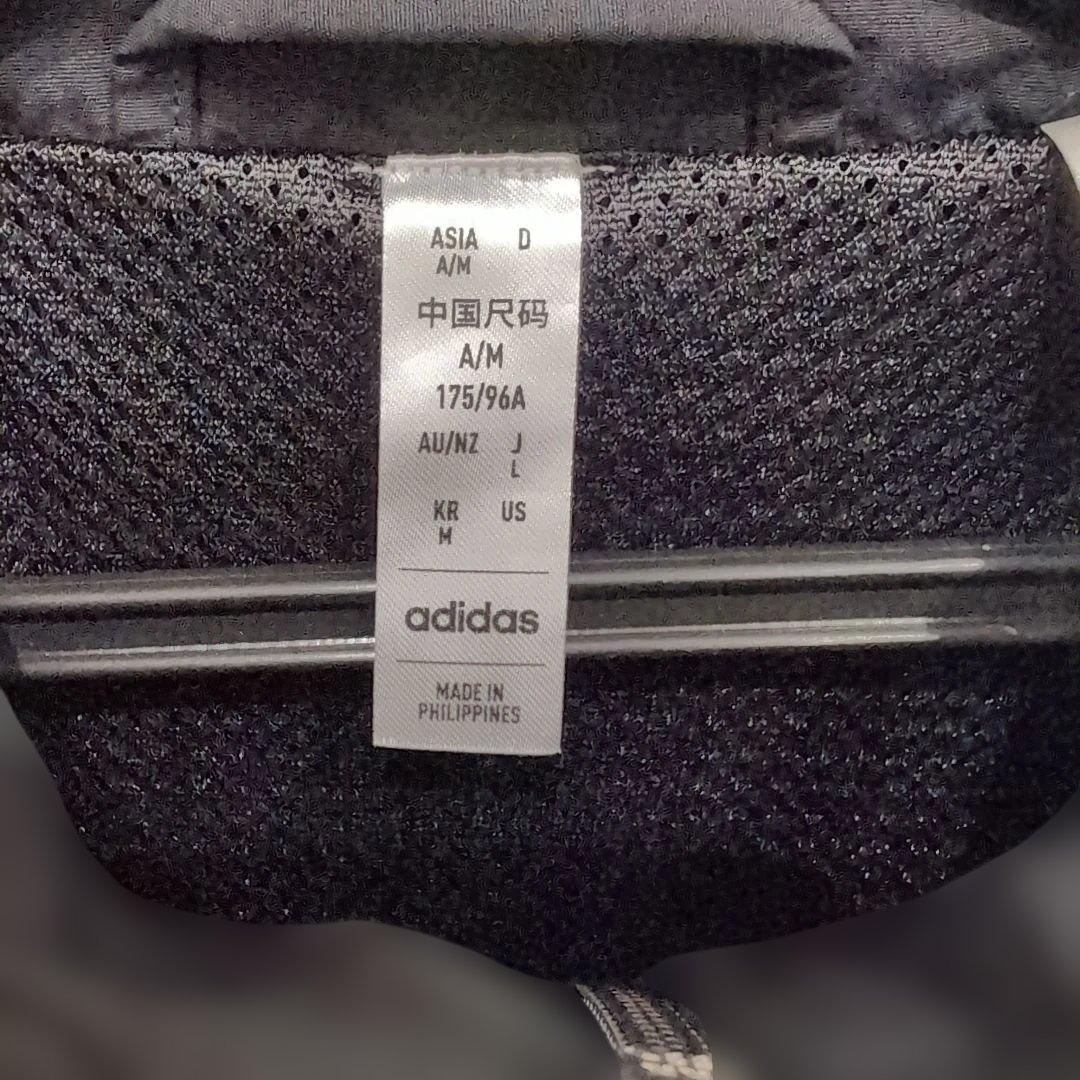 ASIA D
A/M
中国尺码
A/M
175/96A
AU/NZ J
L
KR US
M
adidas
MADE IN
PHILIPPINES